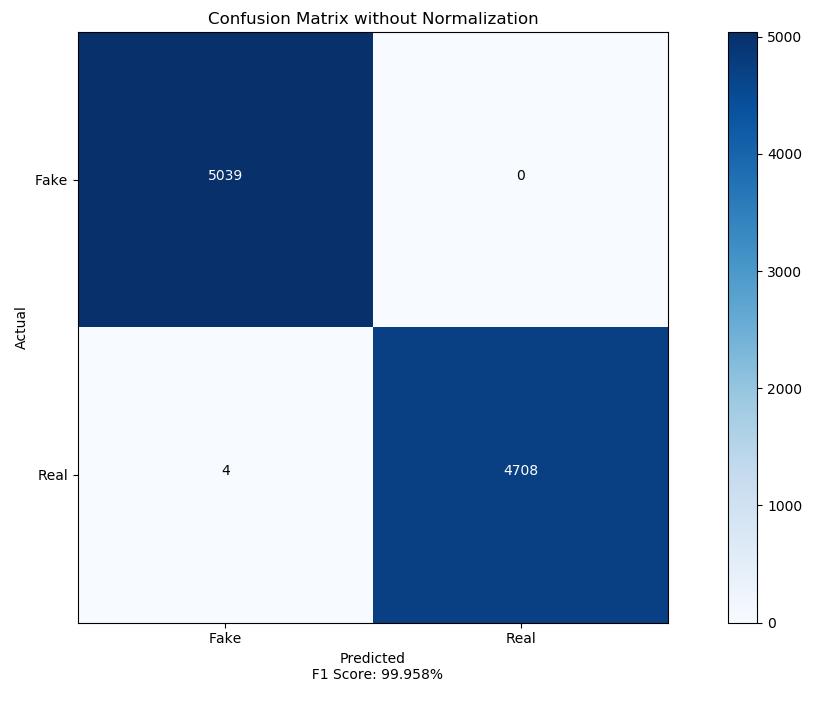 Confusion Matrix without Normalization
Fake
5039
0
Actual
Real
4
4708
Fake
Real
Predicted
F1 Score: 99.958%
5000
4000
3000
2000
1000
0